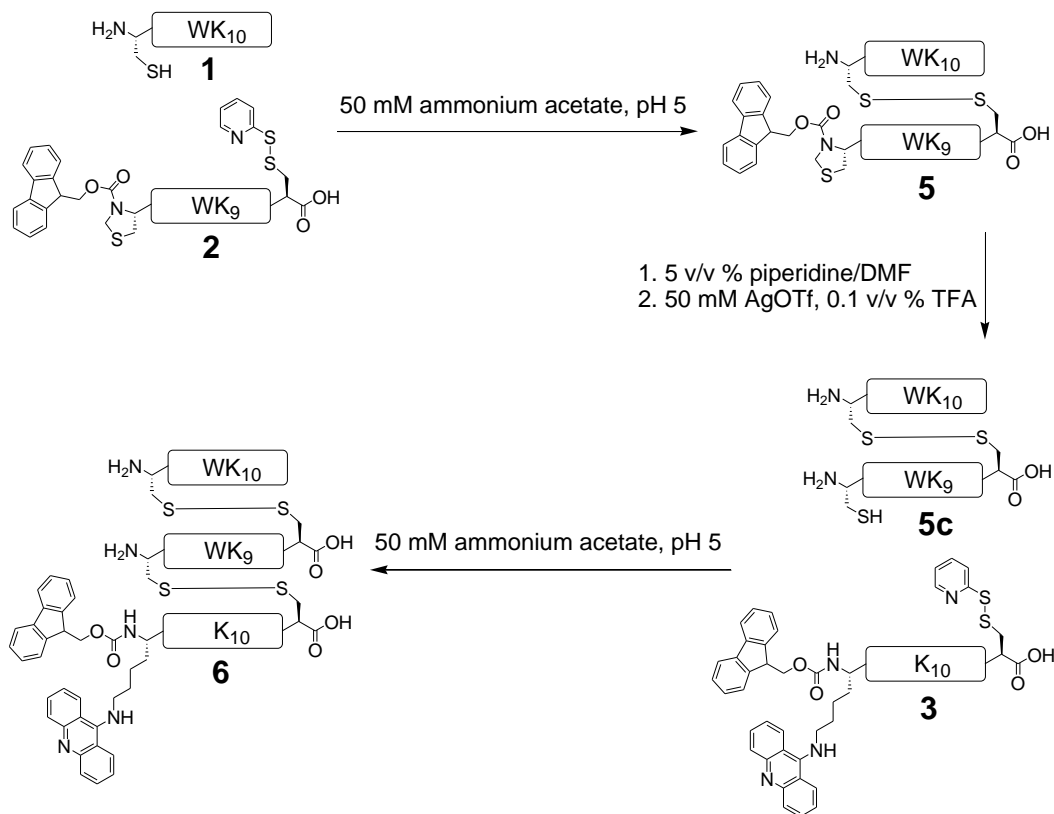 H₂N WK₁₀
SH
1
50 mM ammonium acetate, pH 5
N
S
S
O O
N WK₉ OH
O
S
2
H₂N WK₁₀
S S
O O
N WK₉ OH
O
S
5
1. 5 v/v % piperidine/DMF
2. 50 mM AgOTf, 0.1 v/v % TFA
H₂N WK₁₀
S S
H₂N WK₉ OH
O
SH
5c
50 mM ammonium acetate, pH 5
H₂N WK₁₀
S S
H₂N WK₉ OH
O
S S
O H
N K₁₀ OH
O O
6
NH
N
N
S
S
O H
N K₁₀ OH
O O
3
NH
N